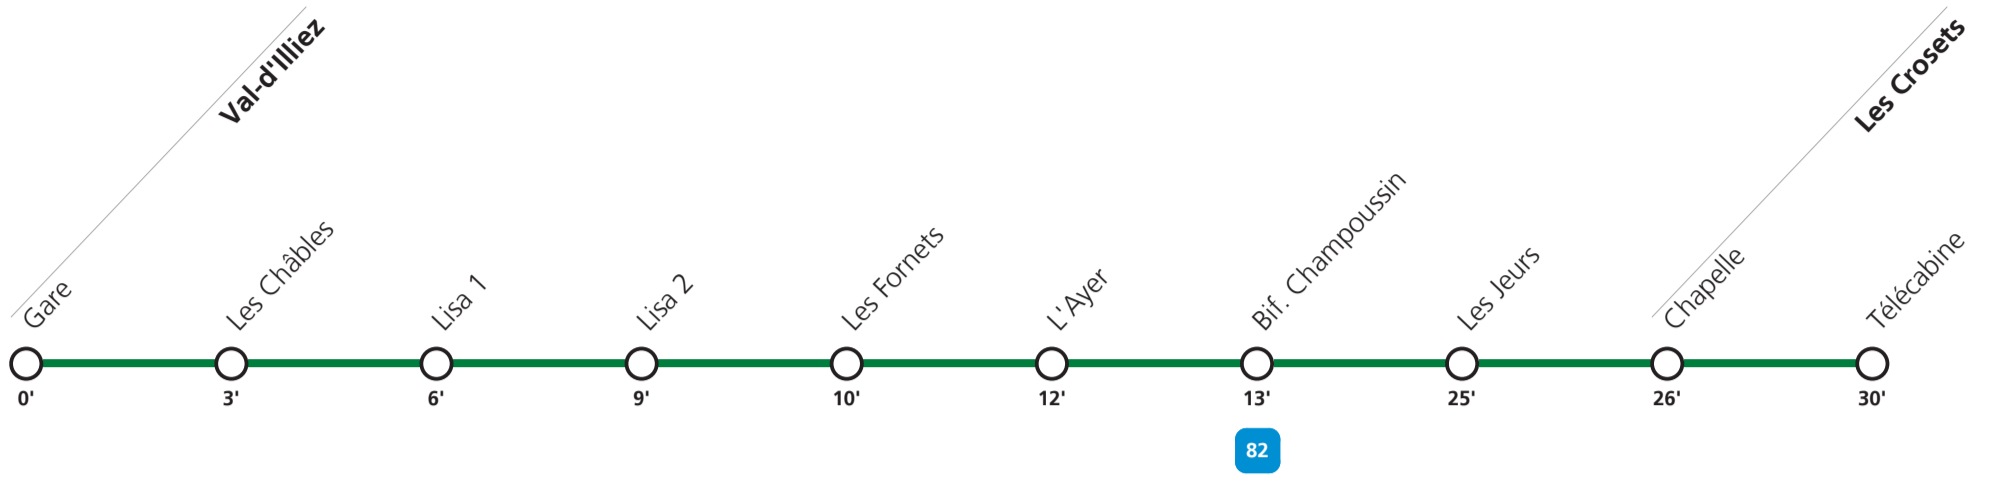 Val-d'Illiez
Les Crosets
Gare
Les Châbles
Lisa 1
Lisa 2
Les Fornets
L'Ayer
Bif. Champoussin
Les Jeurs
Chapelle
Télécabine
0'
3'
6'
9'
10'
12'
13'
25'
26'
30'
82